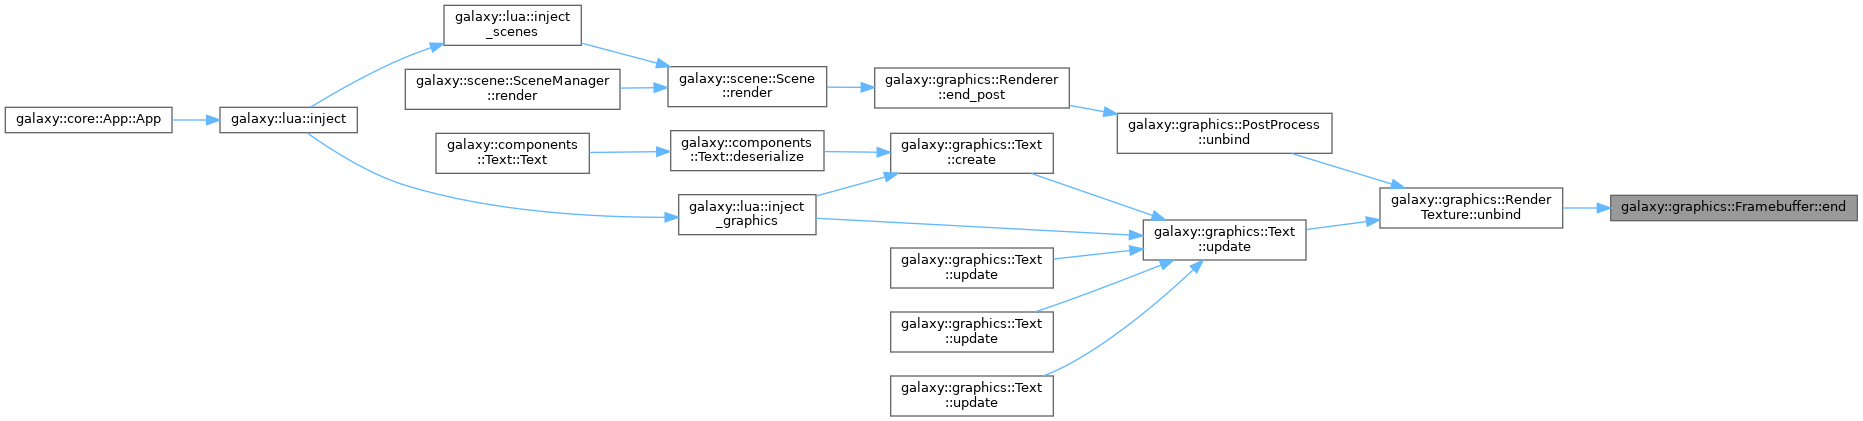 galaxy::lua::inject
_scenes
galaxy::scene::SceneManager
::render
galaxy::scene::Scene
::render
galaxy::graphics::Renderer
::end_post
galaxy::core::App::App
galaxy::lua::inject
galaxy::graphics::PostProcess
::unbind
galaxy::components
::Text::Text
galaxy::components
::Text::deserialize
galaxy::graphics::Text
::create
galaxy::lua::inject
_graphics
galaxy::graphics::Render
Texture::unbind
galaxy::graphics::Framebuffer::end
galaxy::graphics::Text
::update
galaxy::graphics::Text
::update
galaxy::graphics::Text
::update
galaxy::graphics::Text
::update